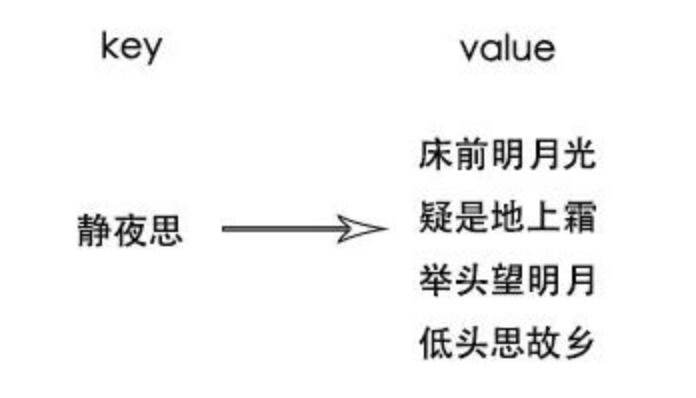 key
value
静夜思
床前明月光
疑是地上霜
举头望明月
低头思故乡